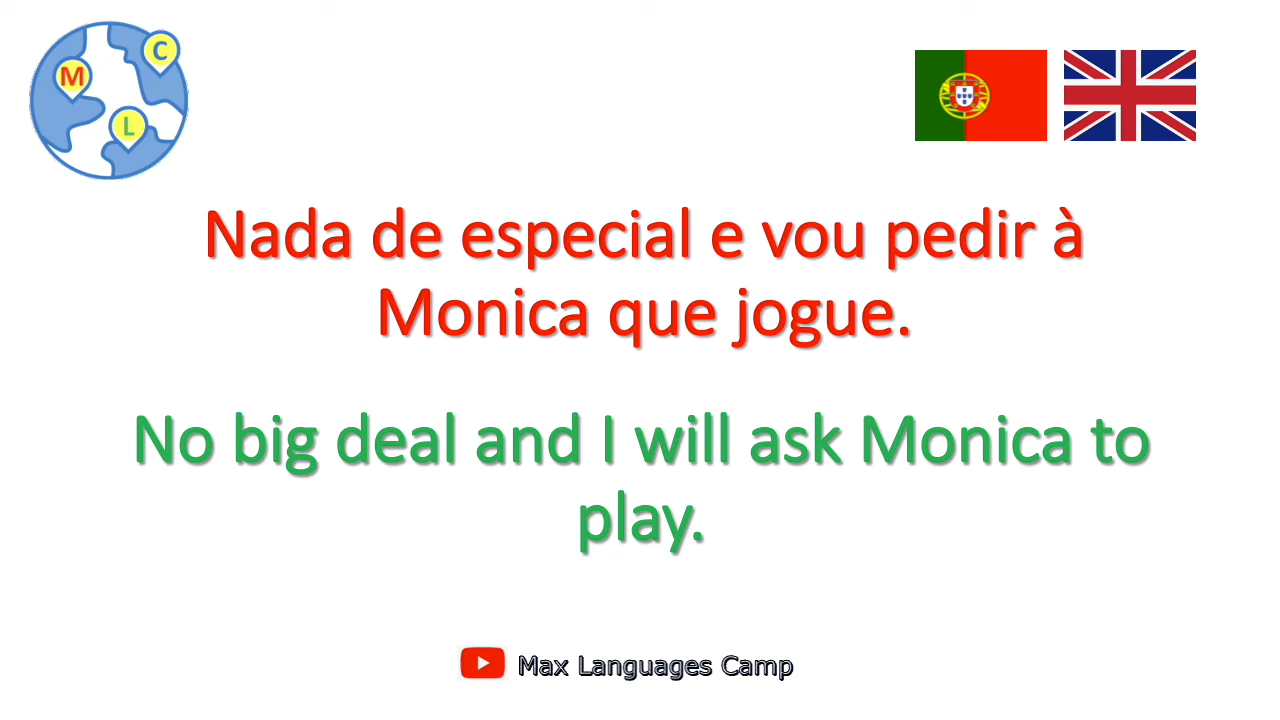 C
M
L
Nada de especial e vou pedir à
Monica que jogue.
No big deal and I will ask Monica to
play.
Max Languages Camp